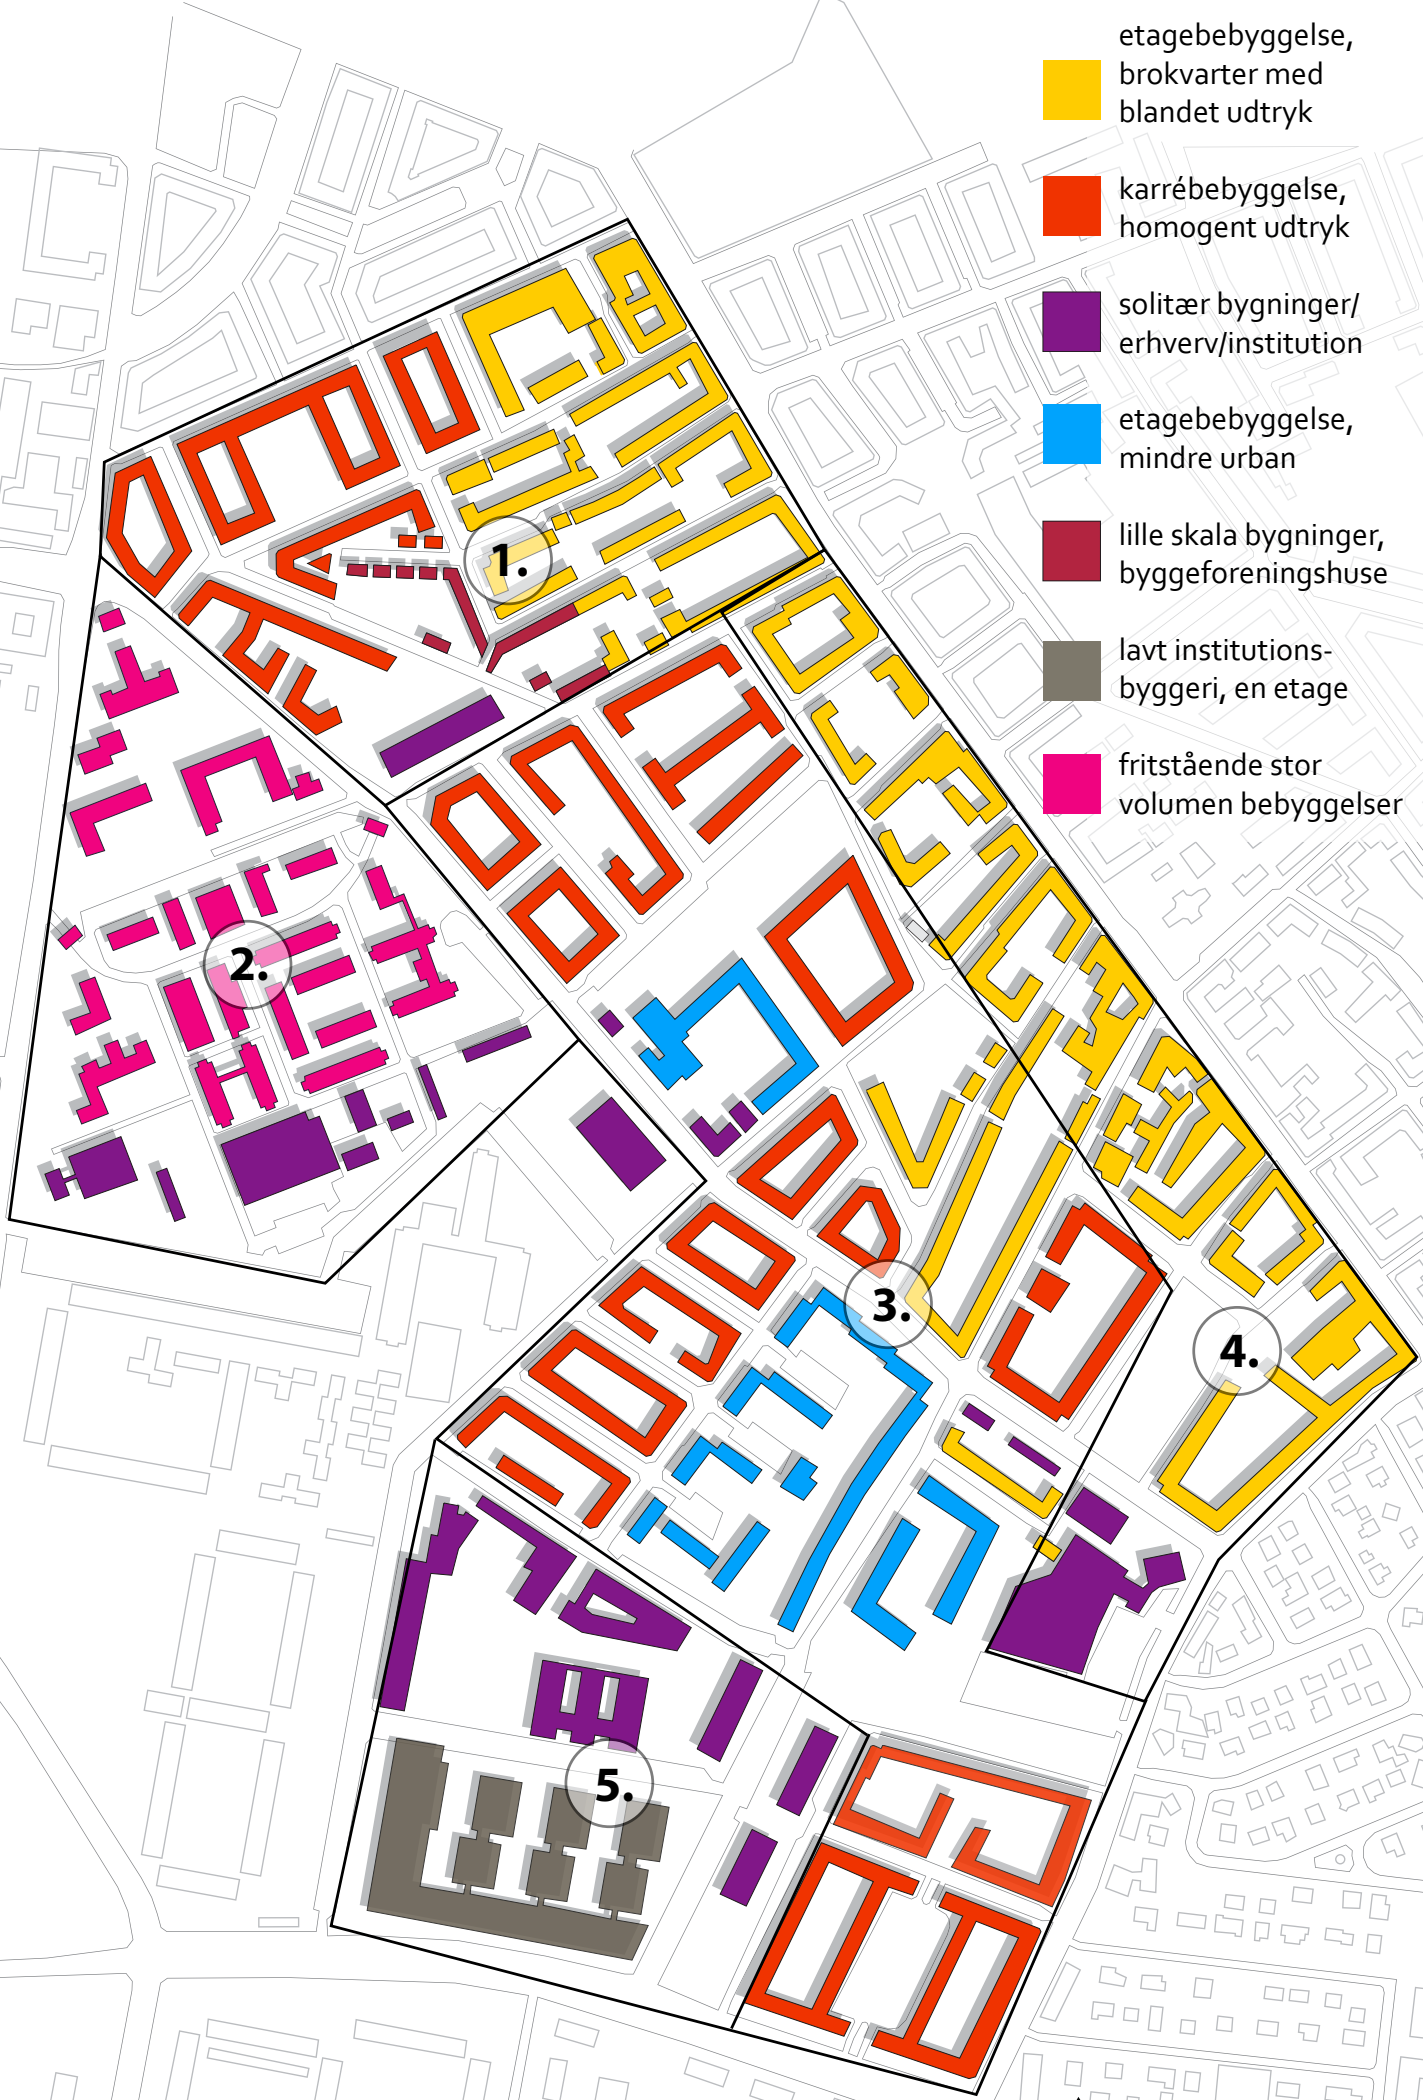 etagebebyggelse,
brokvarter med
blandet udtryk
karrébebyggelse,
homogent udtryk
solitær bygninger/
erhverv/institution
etagebebyggelse,
mindre urban
lille skala bygninger,
byggeforeningshuse
lavt institutions-
byggeri, en etage
fritstående stor
volumen bebyggelser
1.
2.
3.
4.
5.